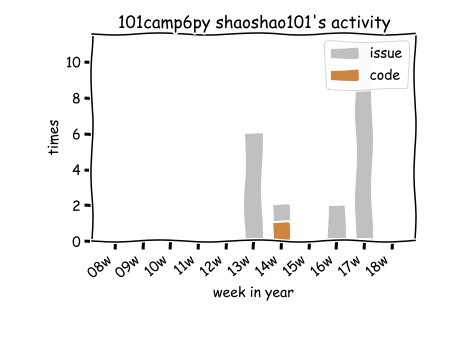 101camp6py shaoshao101's activity
issue
code
times
10
8
6
4
2
0
08w 09w 10w 11w 12w 13w 14w 15w 16w 17w 18w
week in year